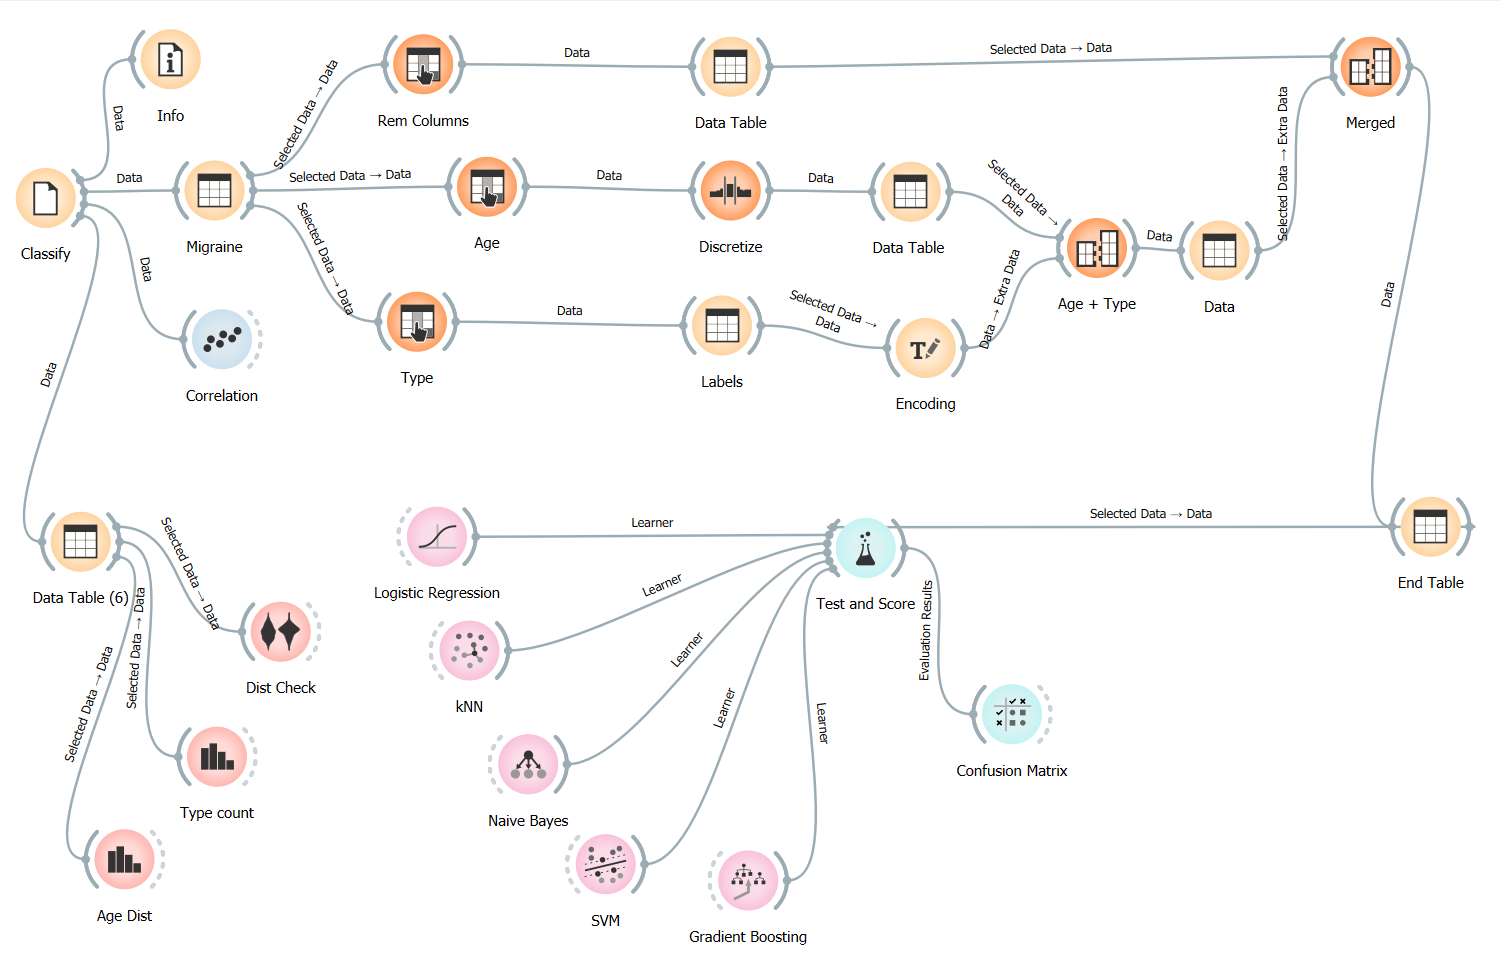 Data
Info
Selected Data → Data
Rem Columns
Data
Data Table
Selected Data → Data
Merged
Classify
Data
Migraine
Selected Data → Data
Age
Data
Discretize
Data
Data Table
Selected Data →
Data
Age + Type
Data
Data
Selected Data → Extra Data
Data
Correlation
Selected Data → Data
Type
Data
Labels
Selected Data →
Data
Encoding
Data → Extra Data
Data
Data
Data Table (6)
Selected Data → Data
Dist Check
Selected Data → Data
Type count
Selected Data → Data
Age Dist
Logistic Regression
Learner
kNN
Learner
Naive Bayes
Learner
SVM
Learner
Gradient Boosting
Learner
Test and Score
Selected Data → Data
End Table
Evaluation Results
Confusion Matrix
T